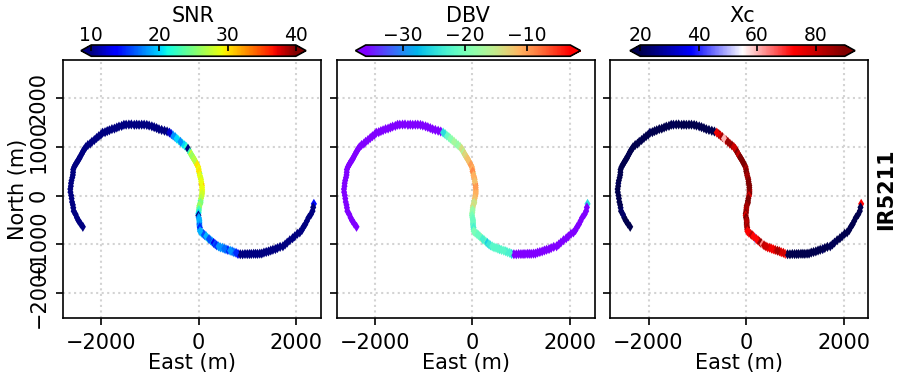 SNR DBV Xc
10 20 30 40 −30 −20 −10 20 40 60 80
North (m)
2000
1000
0
−1000
−2000
−2000 0 2000 −2000 0 2000 −2000 0 2000
East (m) East (m) East (m)
IR5211